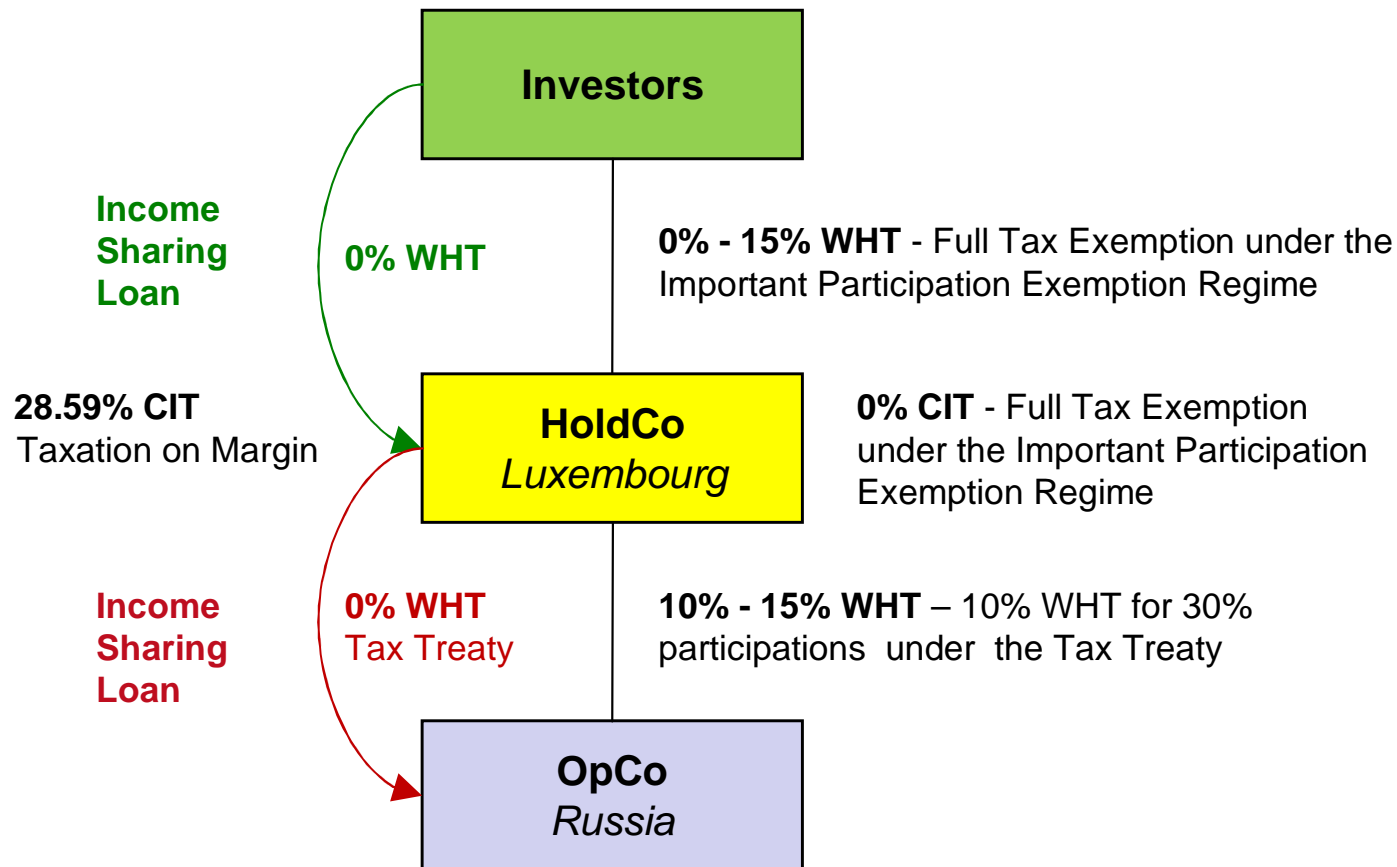 Investors
Income
Sharing
Loan
0% WHT
0% - 15% WHT - Full Tax Exemption under the
Important Participation Exemption Regime
28.59% CIT
Taxation on Margin
HoldCo
Luxembourg
0% CIT - Full Tax Exemption
under the Important Participation
Exemption Regime
Income
Sharing
Loan
0% WHT
Tax Treaty
10% - 15% WHT – 10% WHT for 30%
participations under the Tax Treaty
OpCo
Russia